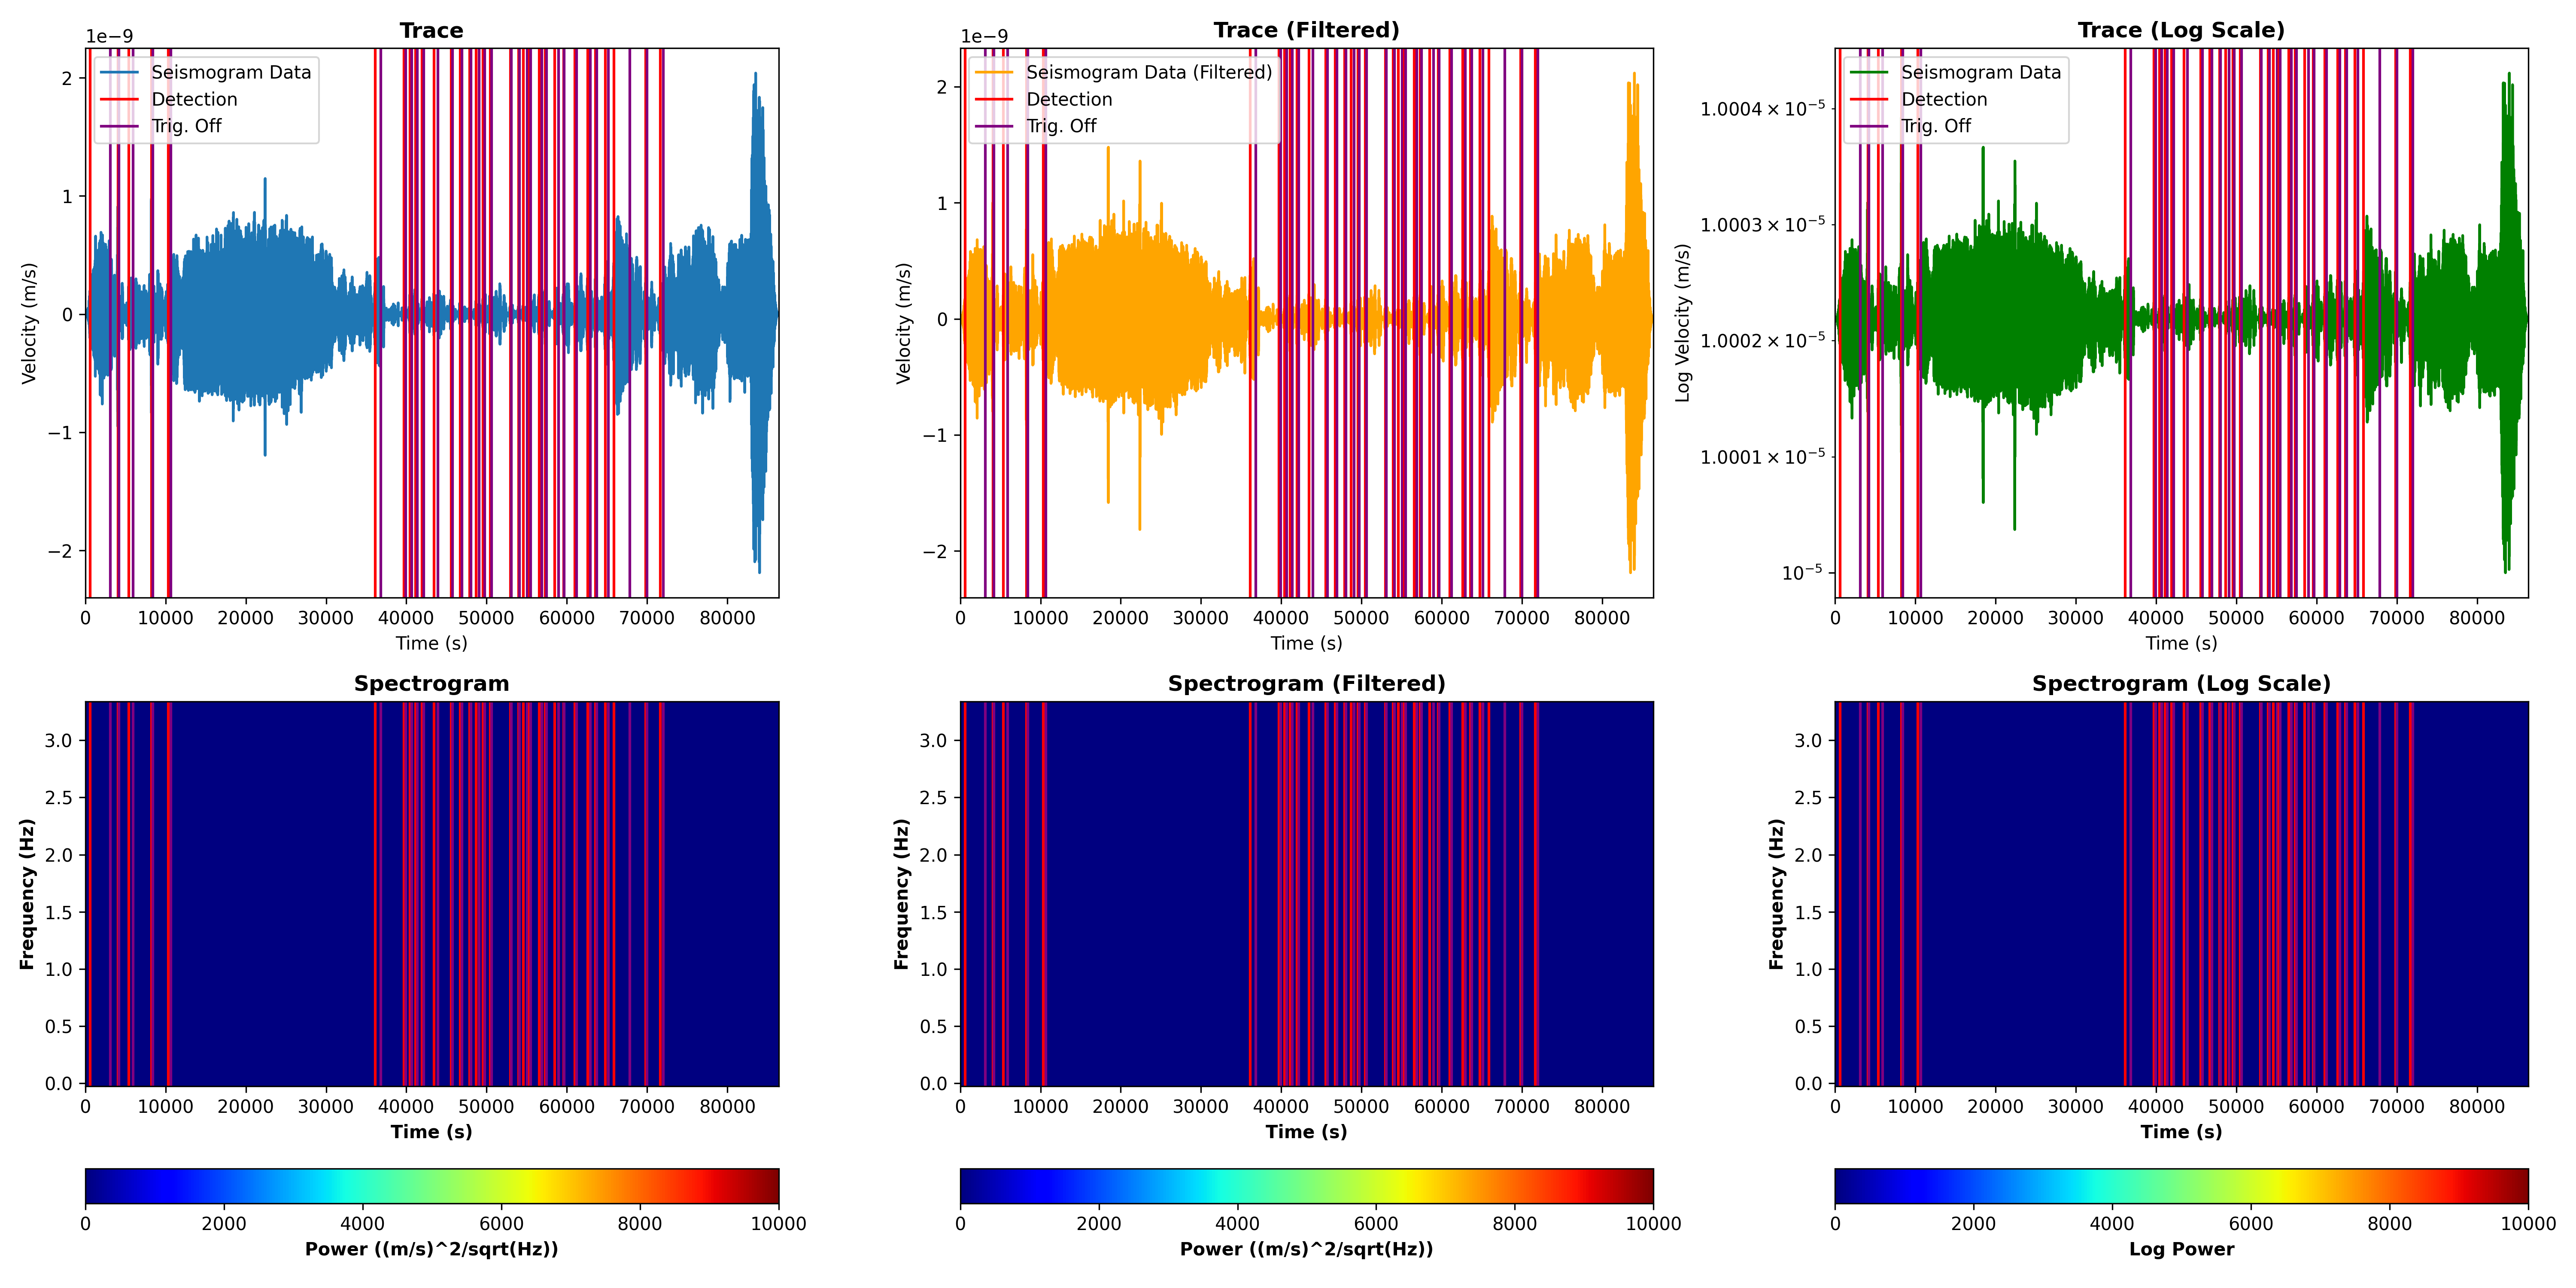 Trace
1e−9
Seismogram Data
Detection
Trig. Off
2
1
0
−1
−2
Velocity (m/s)
0 10000 20000 30000 40000 50000 60000 70000 80000
Time (s)
Trace (Filtered)
1e−9
Seismogram Data (Filtered)
Detection
Trig. Off
2
1
0
−1
−2
Velocity (m/s)
0 10000 20000 30000 40000 50000 60000 70000 80000
Time (s)
Trace (Log Scale)
Seismogram Data
Detection
Trig. Off
1.0004 × 10⁻⁵
1.0003 × 10⁻⁵
1.0002 × 10⁻⁵
1.0001 × 10⁻⁵
10⁻⁵
Log Velocity (m/s)
0 10000 20000 30000 40000 50000 60000 70000 80000
Time (s)
Spectrogram
3.0
2.5
2.0
1.5
1.0
0.5
0.0
Frequency (Hz)
0 10000 20000 30000 40000 50000 60000 70000 80000
Time (s)
0 2000 4000 6000 8000 10000
Power ((m/s)^2/sqrt(Hz))
Spectrogram (Filtered)
3.0
2.5
2.0
1.5
1.0
0.5
0.0
Frequency (Hz)
0 10000 20000 30000 40000 50000 60000 70000 80000
Time (s)
0 2000 4000 6000 8000 10000
Power ((m/s)^2/sqrt(Hz))
Spectrogram (Log Scale)
3.0
2.5
2.0
1.5
1.0
0.5
0.0
Frequency (Hz)
0 10000 20000 30000 40000 50000 60000 70000 80000
Time (s)
0 2000 4000 6000 8000 10000
Log Power